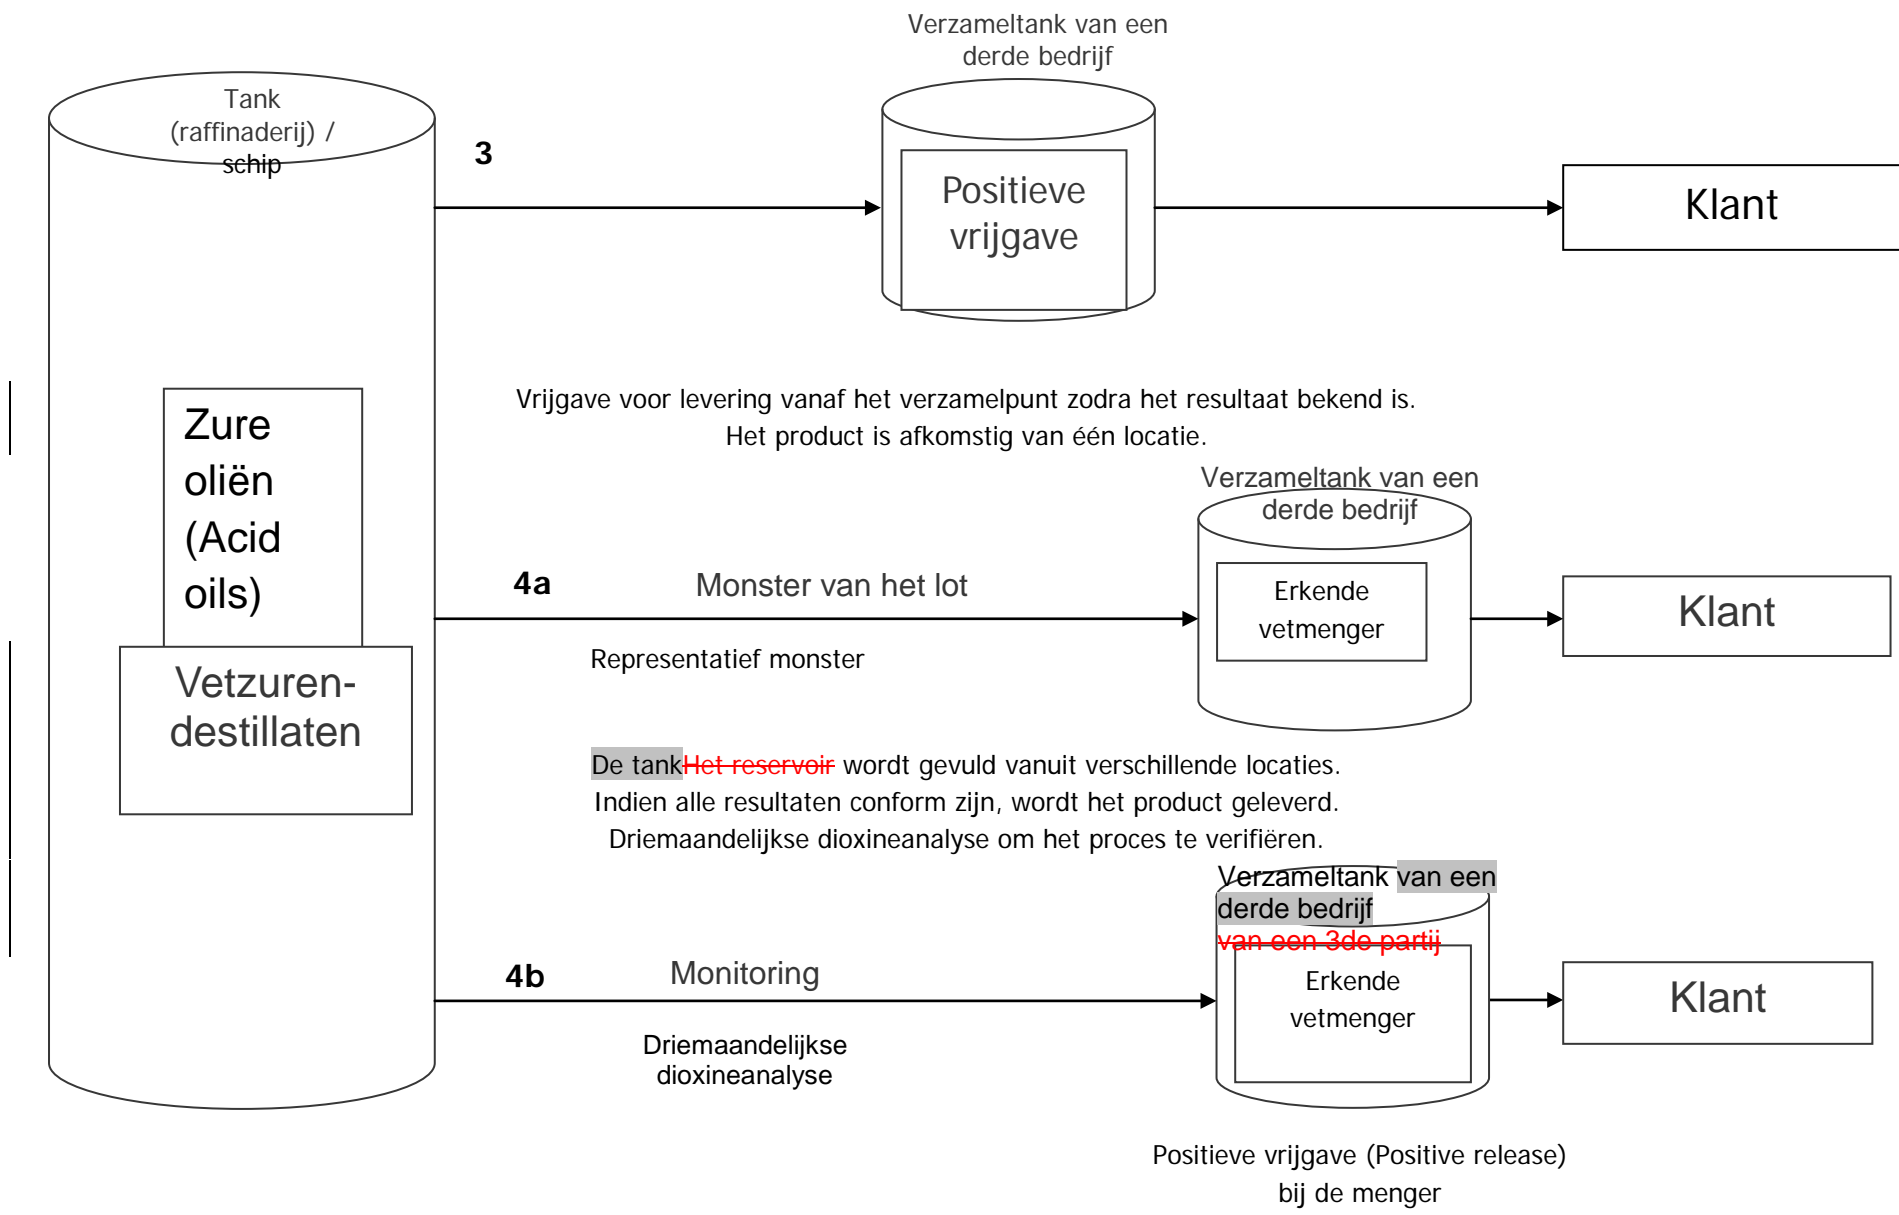 Verzameltank van een
derde bedrijf
Tank
(raffinaderij) /
schip
3
Positieve
vrijgave
Klant
Vrijgave voor levering vanaf het verzamelpunt zodra het resultaat bekend is.
Het product is afkomstig van één locatie.
Zure
oliën
(Acid
oils)
Vetzuren-
destillaten
Verzameltank van een
derde bedrijf
4a
Monster van het lot
Representatief monster
Erkende
vetmenger
Klant
De tankHet reservoir wordt gevuld vanuit verschillende locaties.
Indien alle resultaten conform zijn, wordt het product geleverd.
Driemaandelijkse dioxineanalyse om het proces te verifiëren.
Verzameltank van een
derde bedrijf
van een 3de partij
4b
Monitoring
Driemaandelijkse
dioxineanalyse
Erkende
vetmenger
Klant
Positieve vrijgave (Positive release)
bij de menger